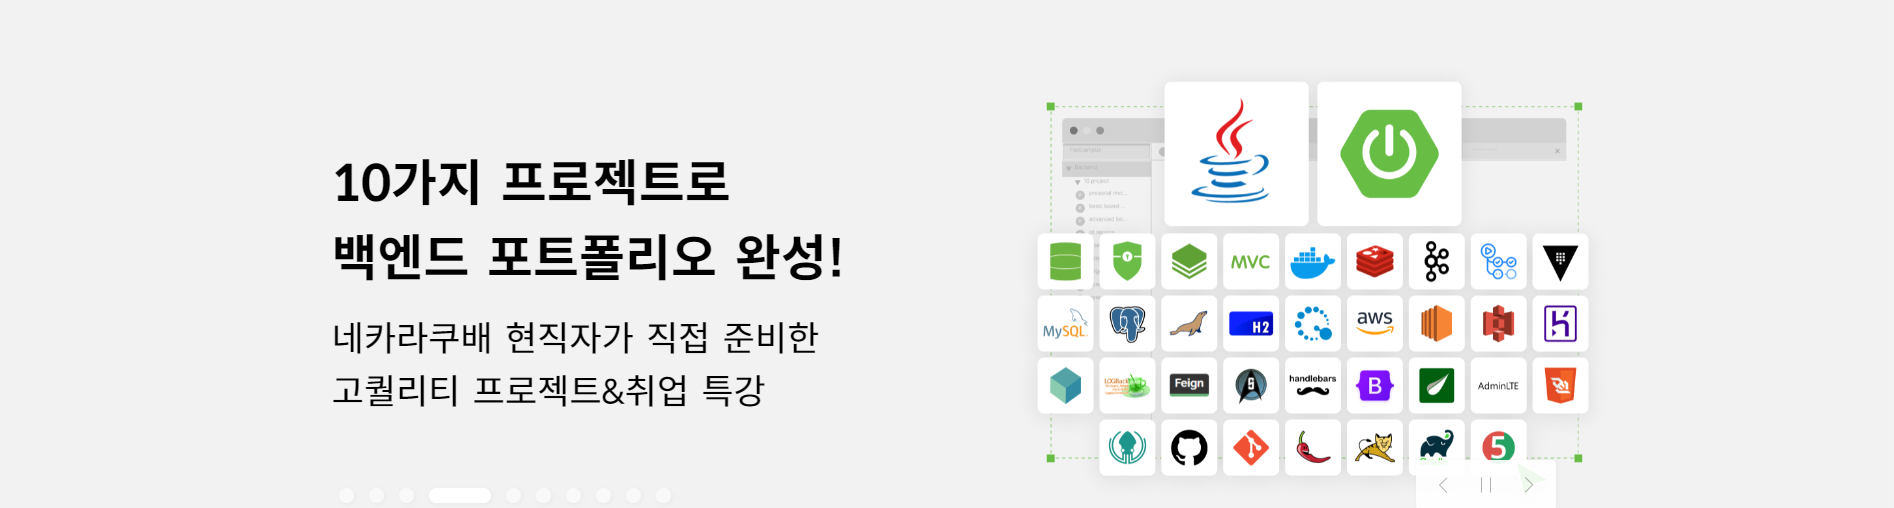 10가지 프로젝트로
백엔드 포트폴리오 완성!
네카라쿠배 현직자가 직접 준비한
고퀄리티 프로젝트&취업 특강
MVC
MySQL
H2
aws
LOGBack
Feign
handlebars
B
AdminLTE
5